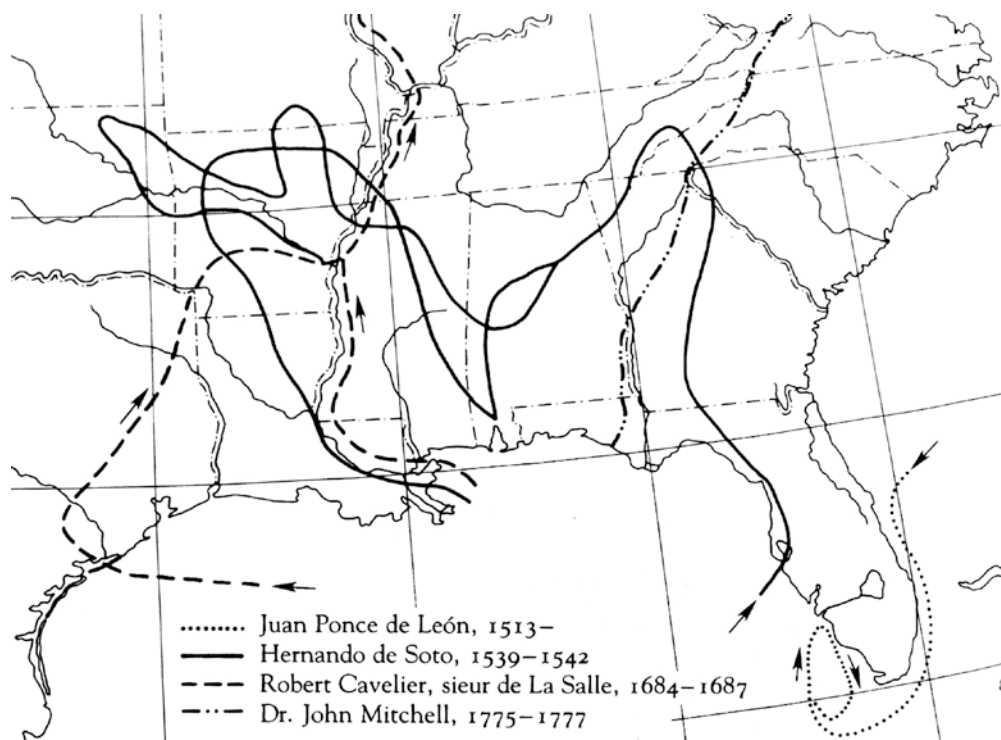 Juan Ponce de León, 1513–
Hernando de Soto, 1539–1542
Robert Cavelier, sieur de La Salle, 1684–1687
Dr. John Mitchell, 1775–1777